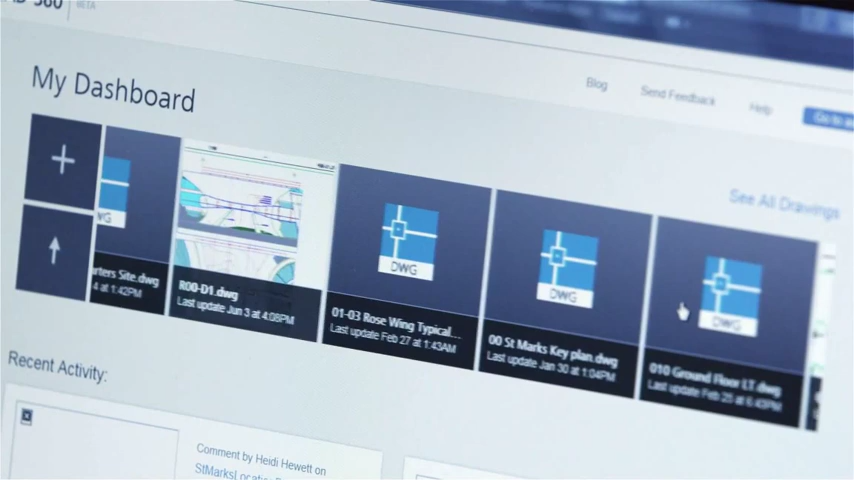 360 BETA
Blog
Send Feedback
Help
My Dashboard
See All Drawings
DWG
DWG
DWG
rters Site.dwg
4 at 1:42PM
R00-D1.dwg
Last update Jun 3 at 4:08PM
01-03 Rose Wing Typical...
Last update Feb 27 at 1:43AM
00 St Marks Key plan.dwg
Last update Jan 30 at 1:04PM
010 Ground Floor LT.dwg
Last update Feb 25 at 6:43PM
Recent Activity:
Comment by Heidi Hewett on